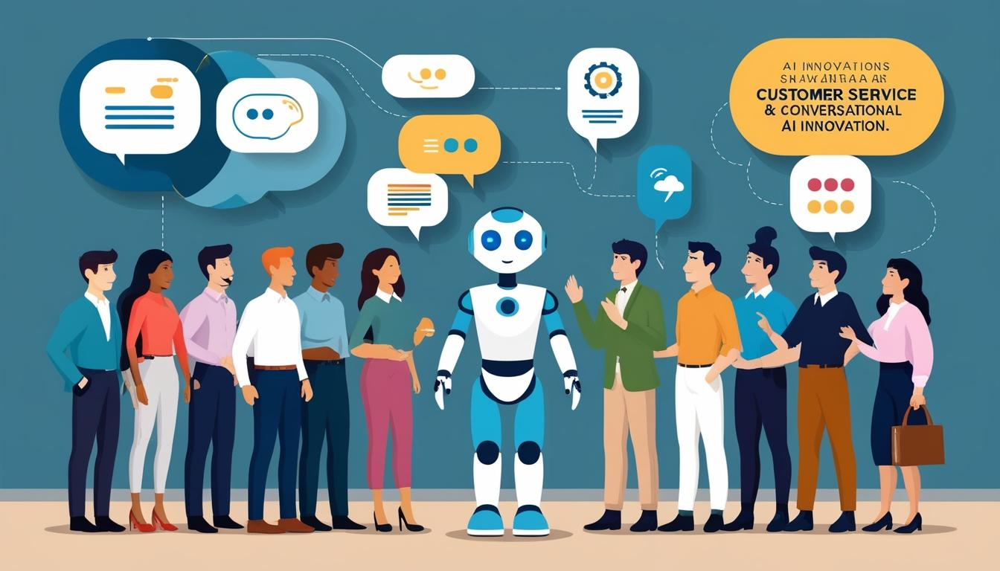 AI INNOVATIONS
CUSTOMER SERVICE
& CONVERSATIONAL
AI INNOVATION.